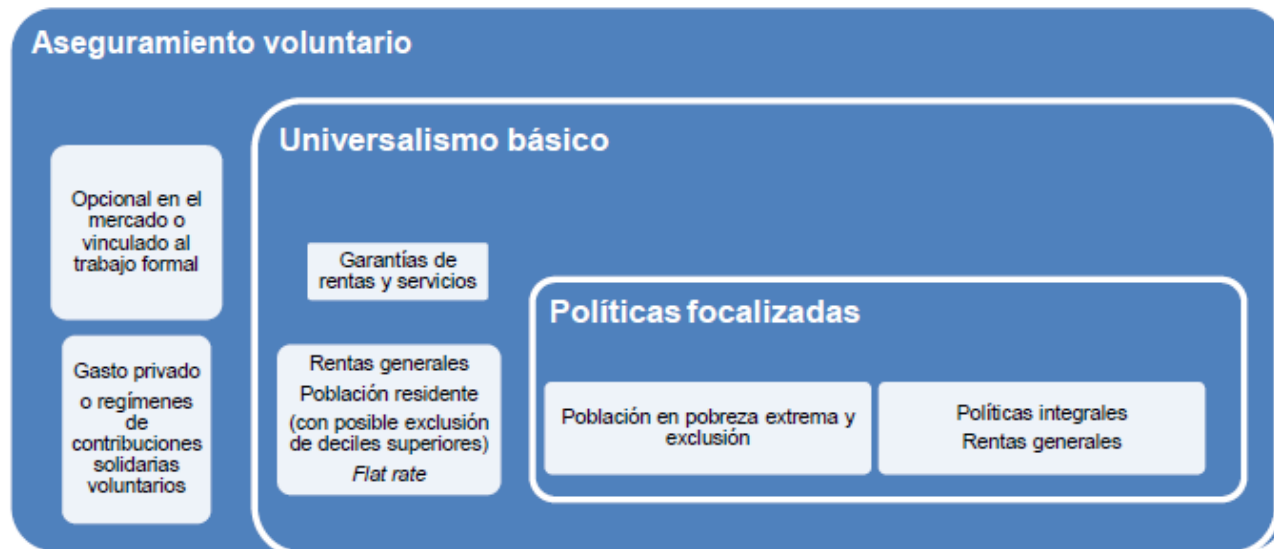 Aseguramiento voluntario
Universalismo básico
Opcional en el
mercado o
vinculado al
trabajo formal
Garantías de
rentas y servicios
Políticas focalizadas
Gasto privado
o regímenes
de
contribuciones
solidarias
voluntarios
Rentas generales
Población residente
(con posible exclusión
de deciles superiores)
Flat rate
Población en pobreza extrema y
exclusión
Políticas integrales
Rentas generales